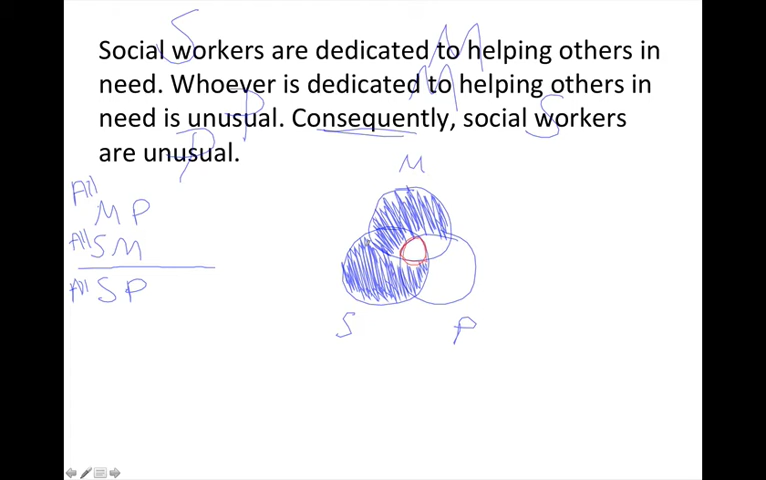 Social workers are dedicated to helping others in
need. Whoever is dedicated to helping others in
need is unusual. Consequently, social workers
are unusual.
S
M
M
P
S
P
All
M P
All S M
All S P
M
S
P